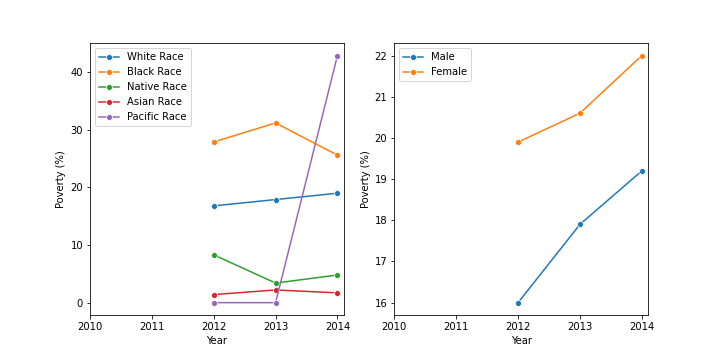 White Race
Black Race
Native Race
Asian Race
Pacific Race
Poverty (%)
40
30
20
10
0
2010 2011 2012 2013 2014
Year
Male
Female
Poverty (%)
22
21
20
19
18
17
16
2010 2011 2012 2013 2014
Year